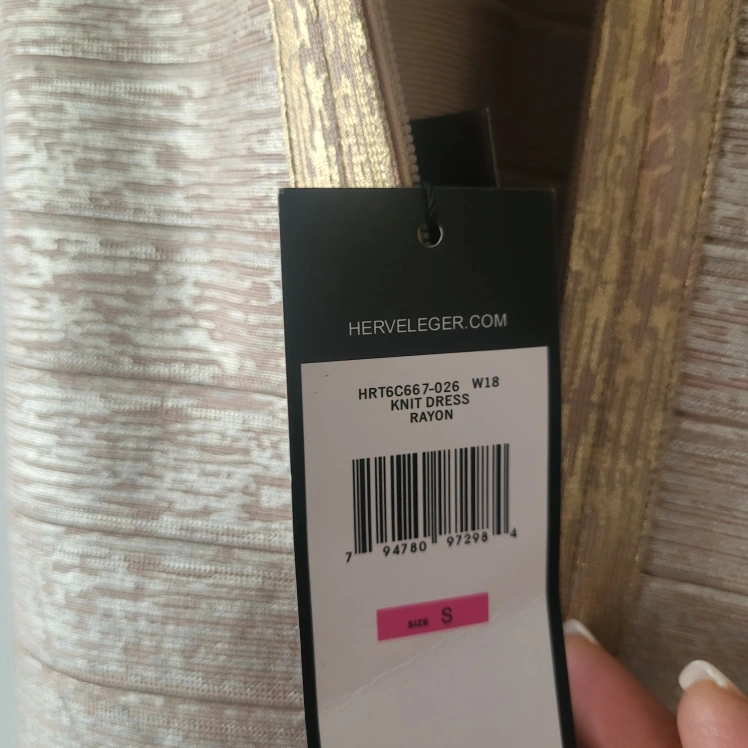 HERVELEGER.COM
HRT6C667-026 W18
KNIT DRESS
RAYON
7 94780 97298 4
SIZE S